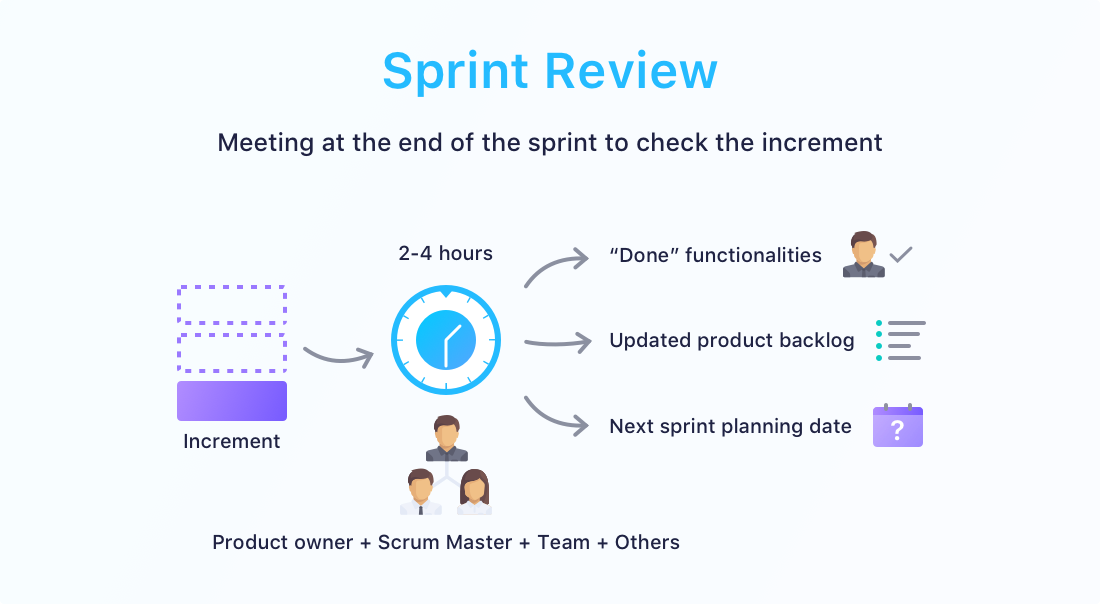 Sprint Review
Meeting at the end of the sprint to check the increment
2-4 hours
“Done” functionalities
Updated product backlog
Increment
Next sprint planning date
?
Product owner + Scrum Master + Team + Others